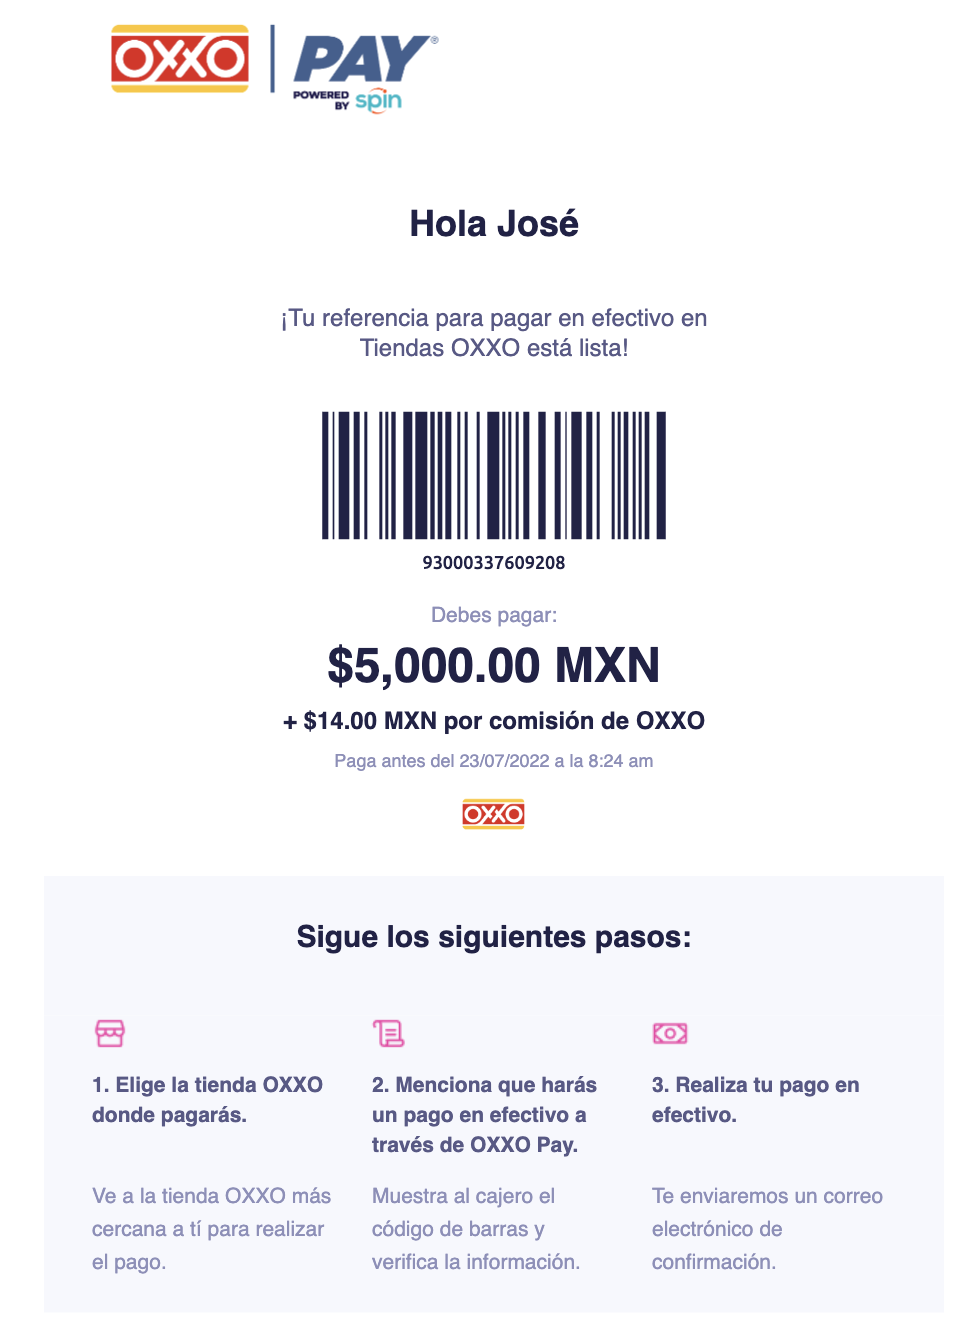 OXXO PAY®
POWERED
BY spin
Hola José
¡Tu referencia para pagar en efectivo en
Tiendas OXXO está lista!
93000337609208
Debes pagar:
$5,000.00 MXN
+ $14.00 MXN por comisión de OXXO
Paga antes del 23/07/2022 a la 8:24 am
OXXO
Sigue los siguientes pasos:
1. Elige la tienda OXXO
donde pagarás.
Ve a la tienda OXXO más
cercana a tí para realizar
el pago.
2. Menciona que harás
un pago en efectivo a
través de OXXO Pay.
Muestra al cajero el
código de barras y
verifica la información.
3. Realiza tu pago en
efectivo.
Te enviaremos un correo
electrónico de
confirmación.